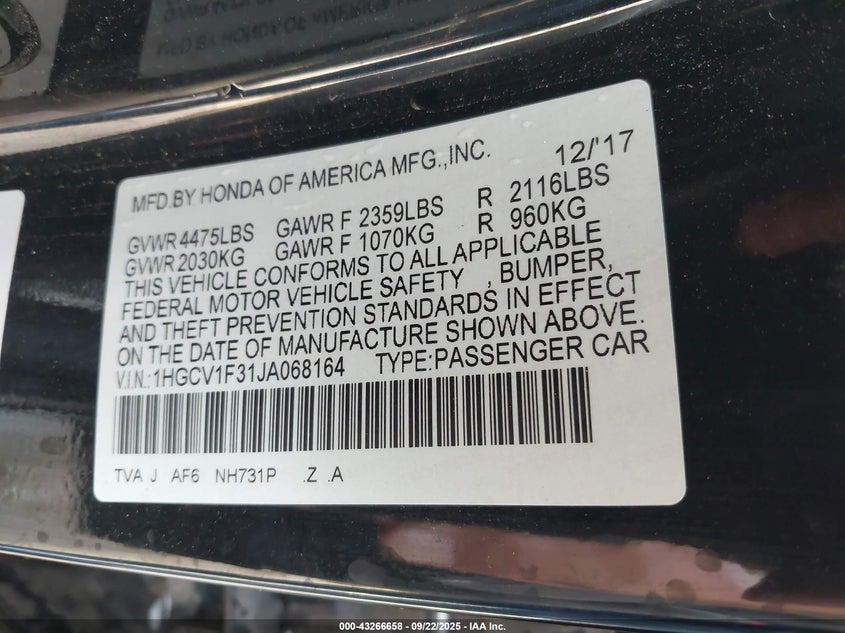 MFD.BY HONDA OF AMERICA MFG.,INC. 12/'17
GVWR 4475LBS GAWR F 2359LBS R 2116LBS
GVWR 2030KG GAWR F 1070KG R 960KG
THIS VEHICLE CONFORMS TO ALL APPLICABLE
FEDERAL MOTOR VEHICLE SAFETY , BUMPER,
AND THEFT PREVENTION STANDARDS IN EFFECT
ON THE DATE OF MANUFACTURE SHOWN ABOVE.
V.I.N.:1HGCV1F31JA068164 TYPE:PASSENGER CAR
TVA J AF6 NH731P .Z .A
000-43266658 - 09/22/2025 - IAA Inc.